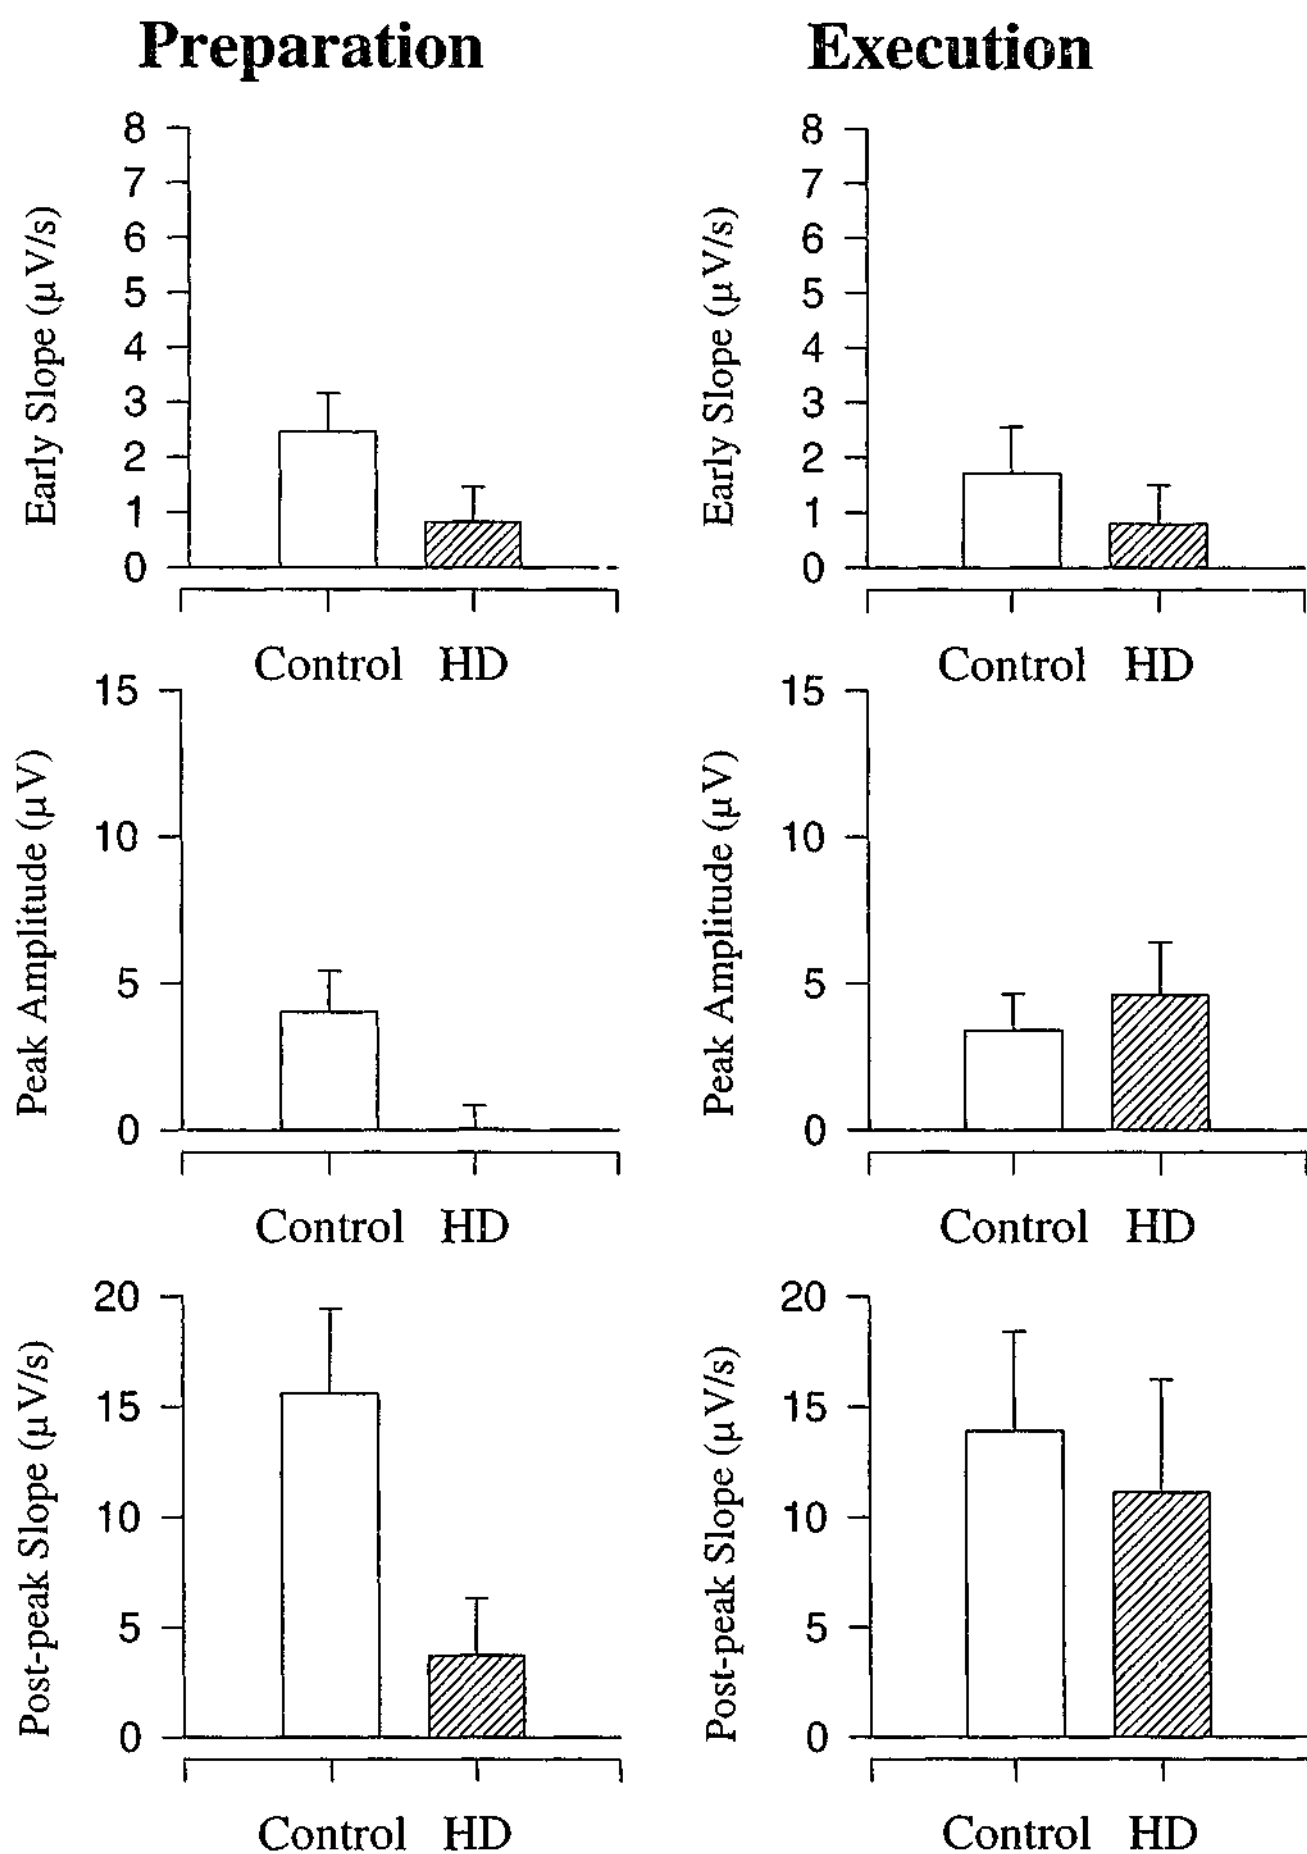 Preparation
Execution
Early Slope (μV/s)
8
7
6
5
4
3
2
1
0
Control HD
Early Slope (μV/s)
8
7
6
5
4
3
2
1
0
Control HD
Peak Amplitude (μV)
15
10
5
0
Control HD
Peak Amplitude (μV)
15
10
5
0
Control HD
Post-peak Slope (μV/s)
20
15
10
5
0
Control HD
Post-peak Slope (μV/s)
20
15
10
5
0
Control HD